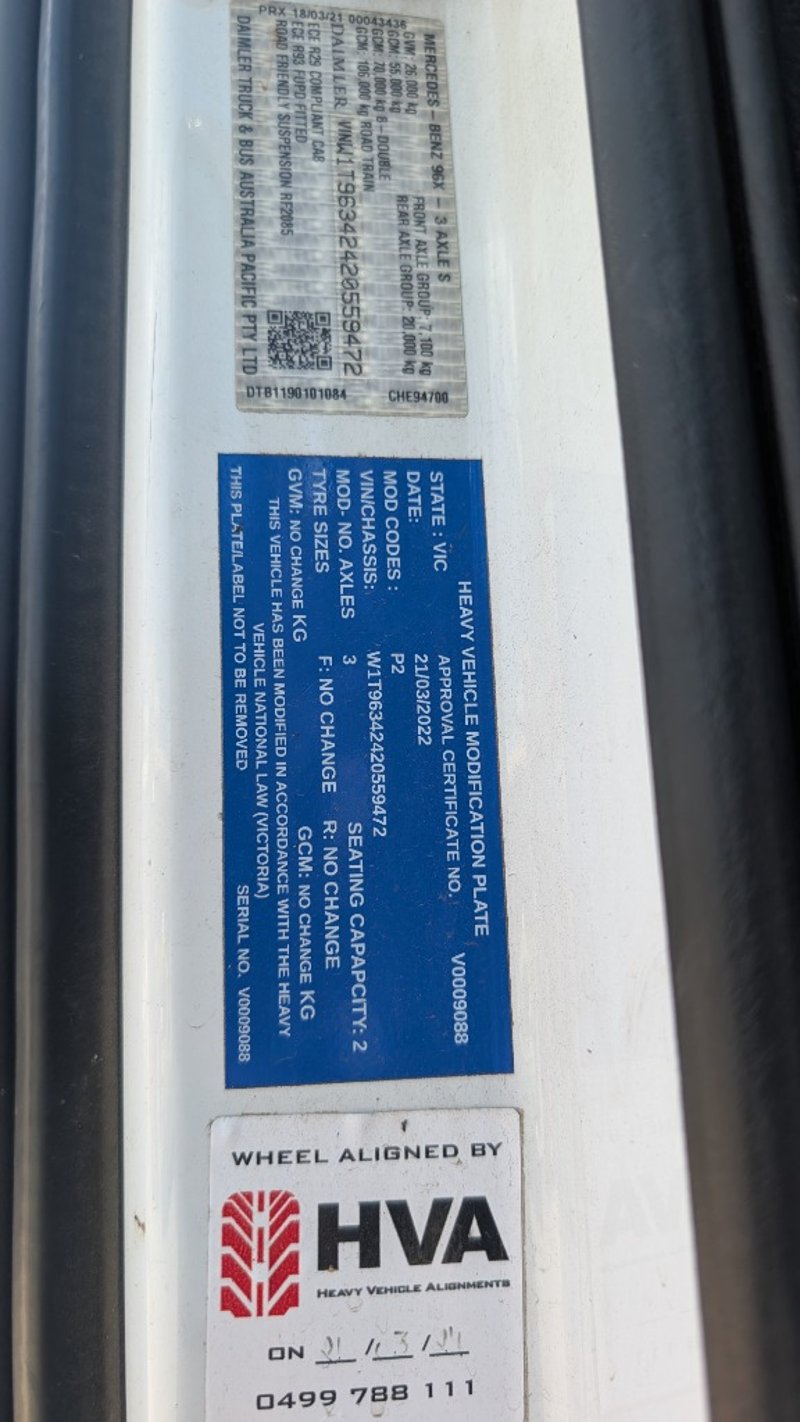 PRX 18/03/21 00043436
MERCEDES - BENZ 96X - 3 AXLE S
GVM: 26,000 kg FRONT AXLE GROUP: 7,100 kg
GCM: 55,000 kg REAR AXLE GROUP: 20,000 kg
GCM: 70,000 kg B-DOUBLE
GCM: 106,000 kg ROAD TRAIN
DAIMLER VINW1T96342420559472
ECE R29 COMPLIANT CAB
ECE R93 FUPD FITTED
ROAD FRIENDLY SUSPENSION RF2085
DAIMLER TRUCK & BUS AUSTRALIA PACIFIC PTY LTD
DTB1190101084 CHE94700
HEAVY VEHICLE MODIFICATION PLATE
STATE : VIC APPROVAL CERTIFICATE NO. V0009088
DATE: 21/03/2022
MOD CODES : P2
VIN/CHASSIS: W1T96342420559472
MOD- NO. AXLES 3 SEATING CAPAPCITY: 2
TYRE SIZES F: NO CHANGE R: NO CHANGE
GVM: NO CHANGE KG GCM: NO CHANGE KG
THIS VEHICLE HAS BEEN MODIFIED IN ACCORDANCE WITH THE HEAVY
VEHICLE NATIONAL LAW (VICTORIA)
THIS PLATE/LABEL NOT TO BE REMOVED SERIAL NO. V0009088
WHEEL ALIGNED BY
HVA
HEAVY VEHICLE ALIGNMENTS
ON / /
0499 788 111